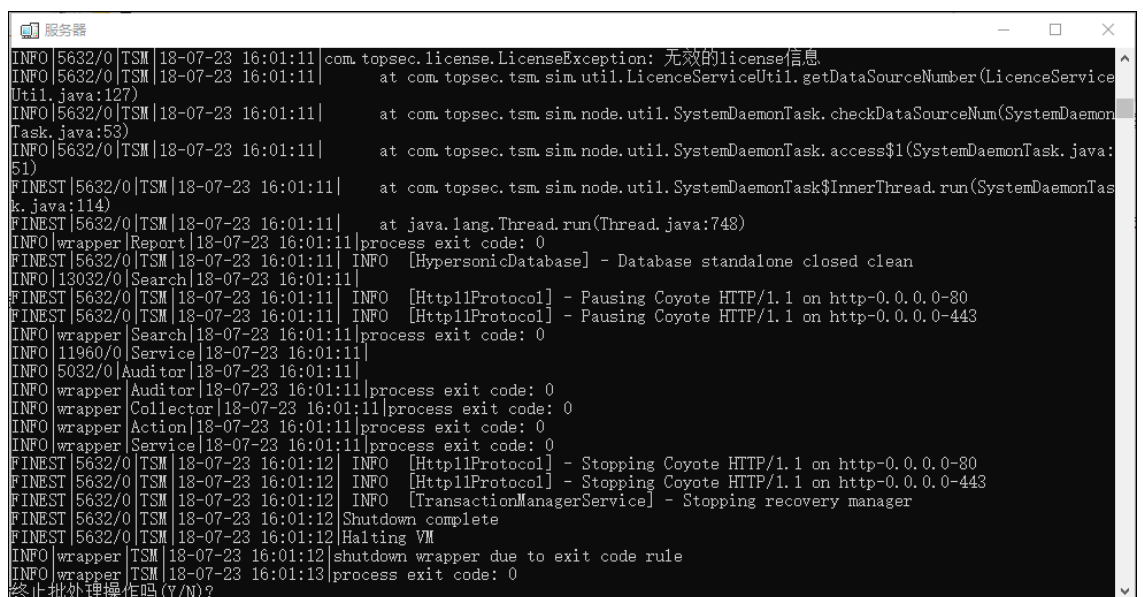 服务器
INFO|5632/0|TSM|18-07-23 16:01:11|com.topsec.license.LicenseException: 无效的license信息
INFO|5632/0|TSM|18-07-23 16:01:11|      at com.topsec.tsm.sim.util.LicenceServiceUtil.getDataSourceNumber(LicenceService
Util.java:127)
INFO|5632/0|TSM|18-07-23 16:01:11|      at com.topsec.tsm.sim.node.util.SystemDaemonTask.checkDataSourceNum(SystemDaemon
Task.java:53)
INFO|5632/0|TSM|18-07-23 16:01:11|      at com.topsec.tsm.sim.node.util.SystemDaemonTask.access$1(SystemDaemonTask.java:
51)
FINEST|5632/0|TSM|18-07-23 16:01:11|    at com.topsec.tsm.sim.node.util.SystemDaemonTask$InnerThread.run(SystemDaemonTas
k.java:114)
FINEST|5632/0|TSM|18-07-23 16:01:11|    at java.lang.Thread.run(Thread.java:748)
INFO|wrapper|Report|18-07-23 16:01:11|process exit code: 0
FINEST|5632/0|TSM|18-07-23 16:01:11| INFO  [HypersonicDatabase] - Database standalone closed clean
INFO|13032/0|Search|18-07-23 16:01:11|
FINEST|5632/0|TSM|18-07-23 16:01:11| INFO  [Http11Protocol] - Pausing Coyote HTTP/1.1 on http-0.0.0.0-80
FINEST|5632/0|TSM|18-07-23 16:01:11| INFO  [Http11Protocol] - Pausing Coyote HTTP/1.1 on http-0.0.0.0-443
INFO|wrapper|Search|18-07-23 16:01:11|process exit code: 0
INFO|11960/0|Service|18-07-23 16:01:11|
INFO|5032/0|Auditor|18-07-23 16:01:11|
INFO|wrapper|Auditor|18-07-23 16:01:11|process exit code: 0
INFO|wrapper|Collector|18-07-23 16:01:11|process exit code: 0
INFO|wrapper|Action|18-07-23 16:01:11|process exit code: 0
INFO|wrapper|Service|18-07-23 16:01:11|process exit code: 0
FINEST|5632/0|TSM|18-07-23 16:01:12| INFO  [Http11Protocol] - Stopping Coyote HTTP/1.1 on http-0.0.0.0-80
FINEST|5632/0|TSM|18-07-23 16:01:12| INFO  [Http11Protocol] - Stopping Coyote HTTP/1.1 on http-0.0.0.0-443
FINEST|5632/0|TSM|18-07-23 16:01:12| INFO  [TransactionManagerService] - Stopping recovery manager
FINEST|5632/0|TSM|18-07-23 16:01:12|Shutdown complete
FINEST|5632/0|TSM|18-07-23 16:01:12|Halting VM
INFO|wrapper|TSM|18-07-23 16:01:12|shutdown wrapper due to exit code rule
INFO|wrapper|TSM|18-07-23 16:01:13|process exit code: 0
终止批处理操作吗(Y/N)?